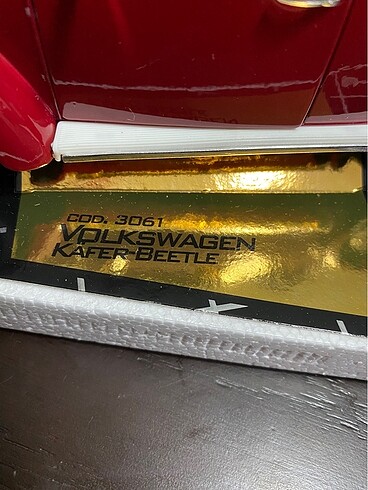 COD. 3061
VOLKSWAGEN
KAFER-BEETLE